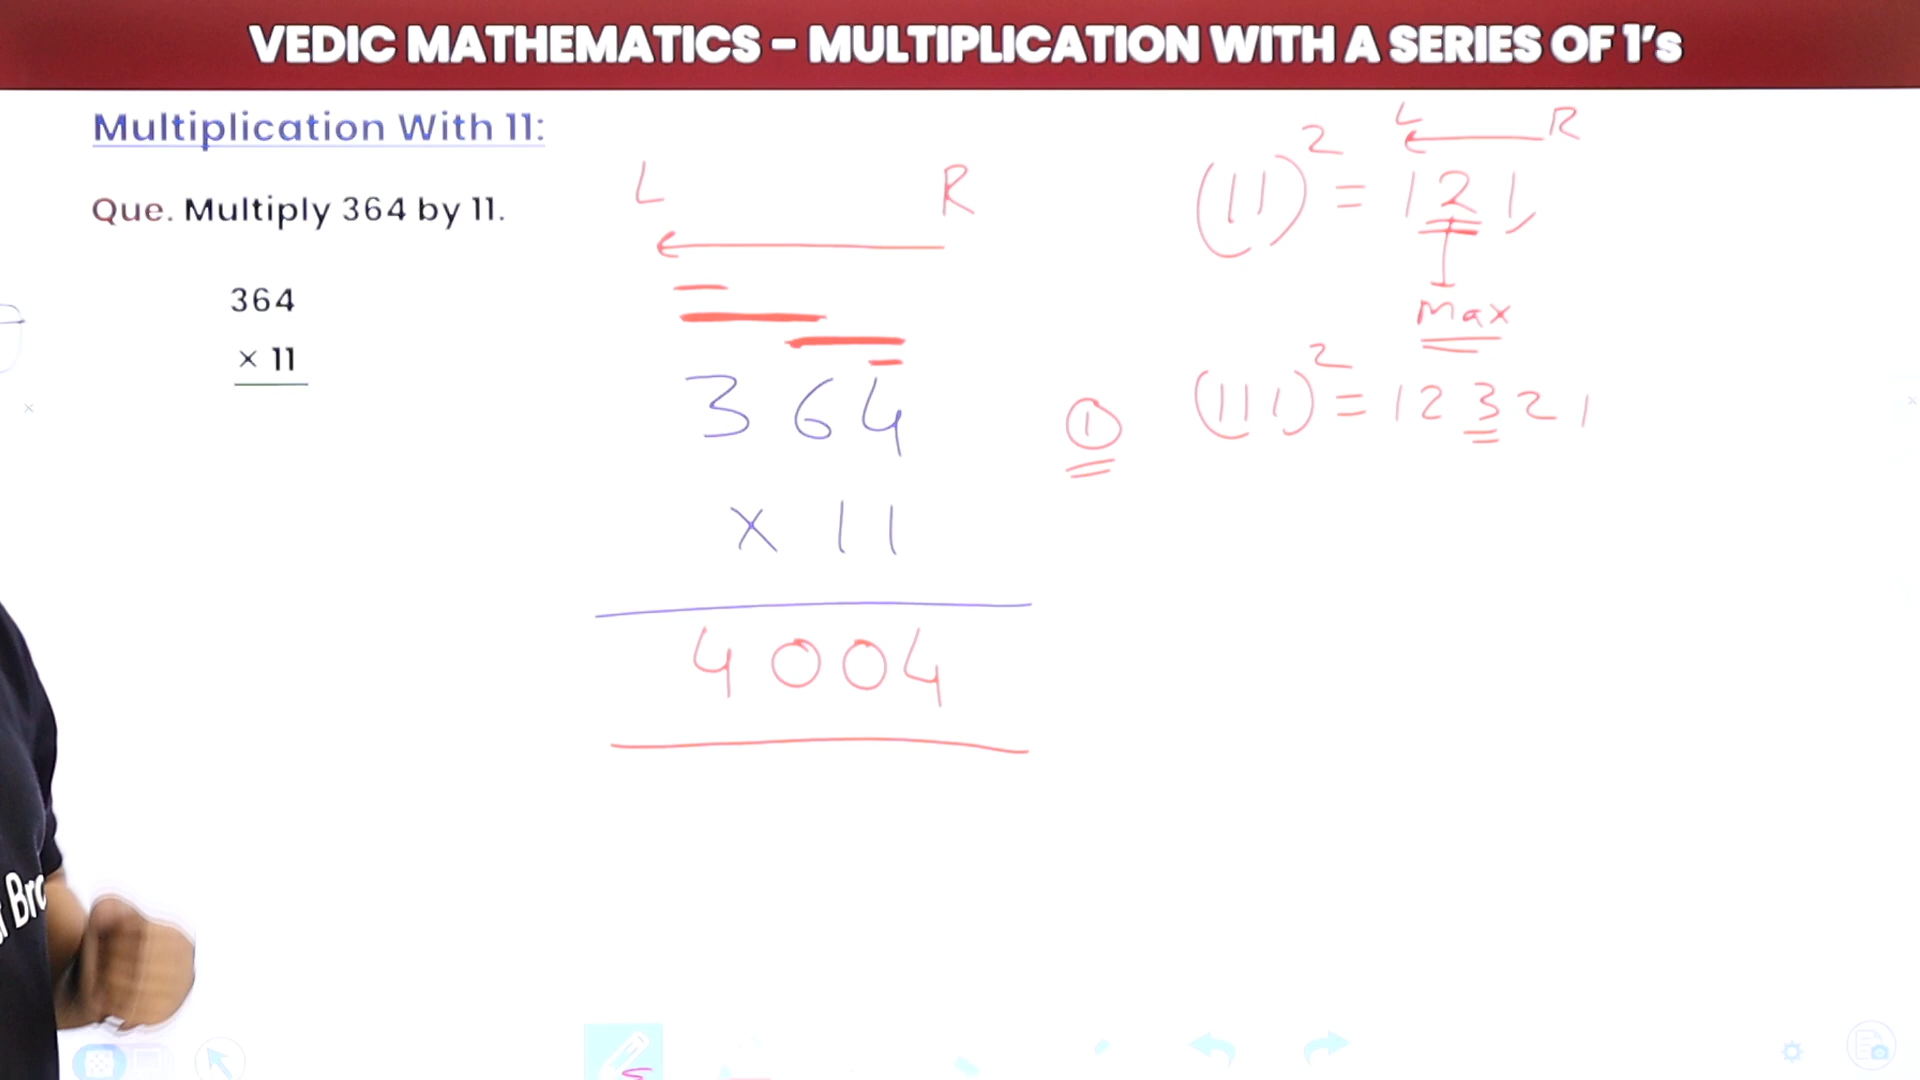 VEDIC MATHEMATICS - MULTIPLICATION WITH A SERIES OF 1's
Multiplication With 11:
Que. Multiply 364 by 11.
364
× 11
L R
364
× 11
4004
①
L R
(11)² = 121
Max
(111)² = 12321
Bro